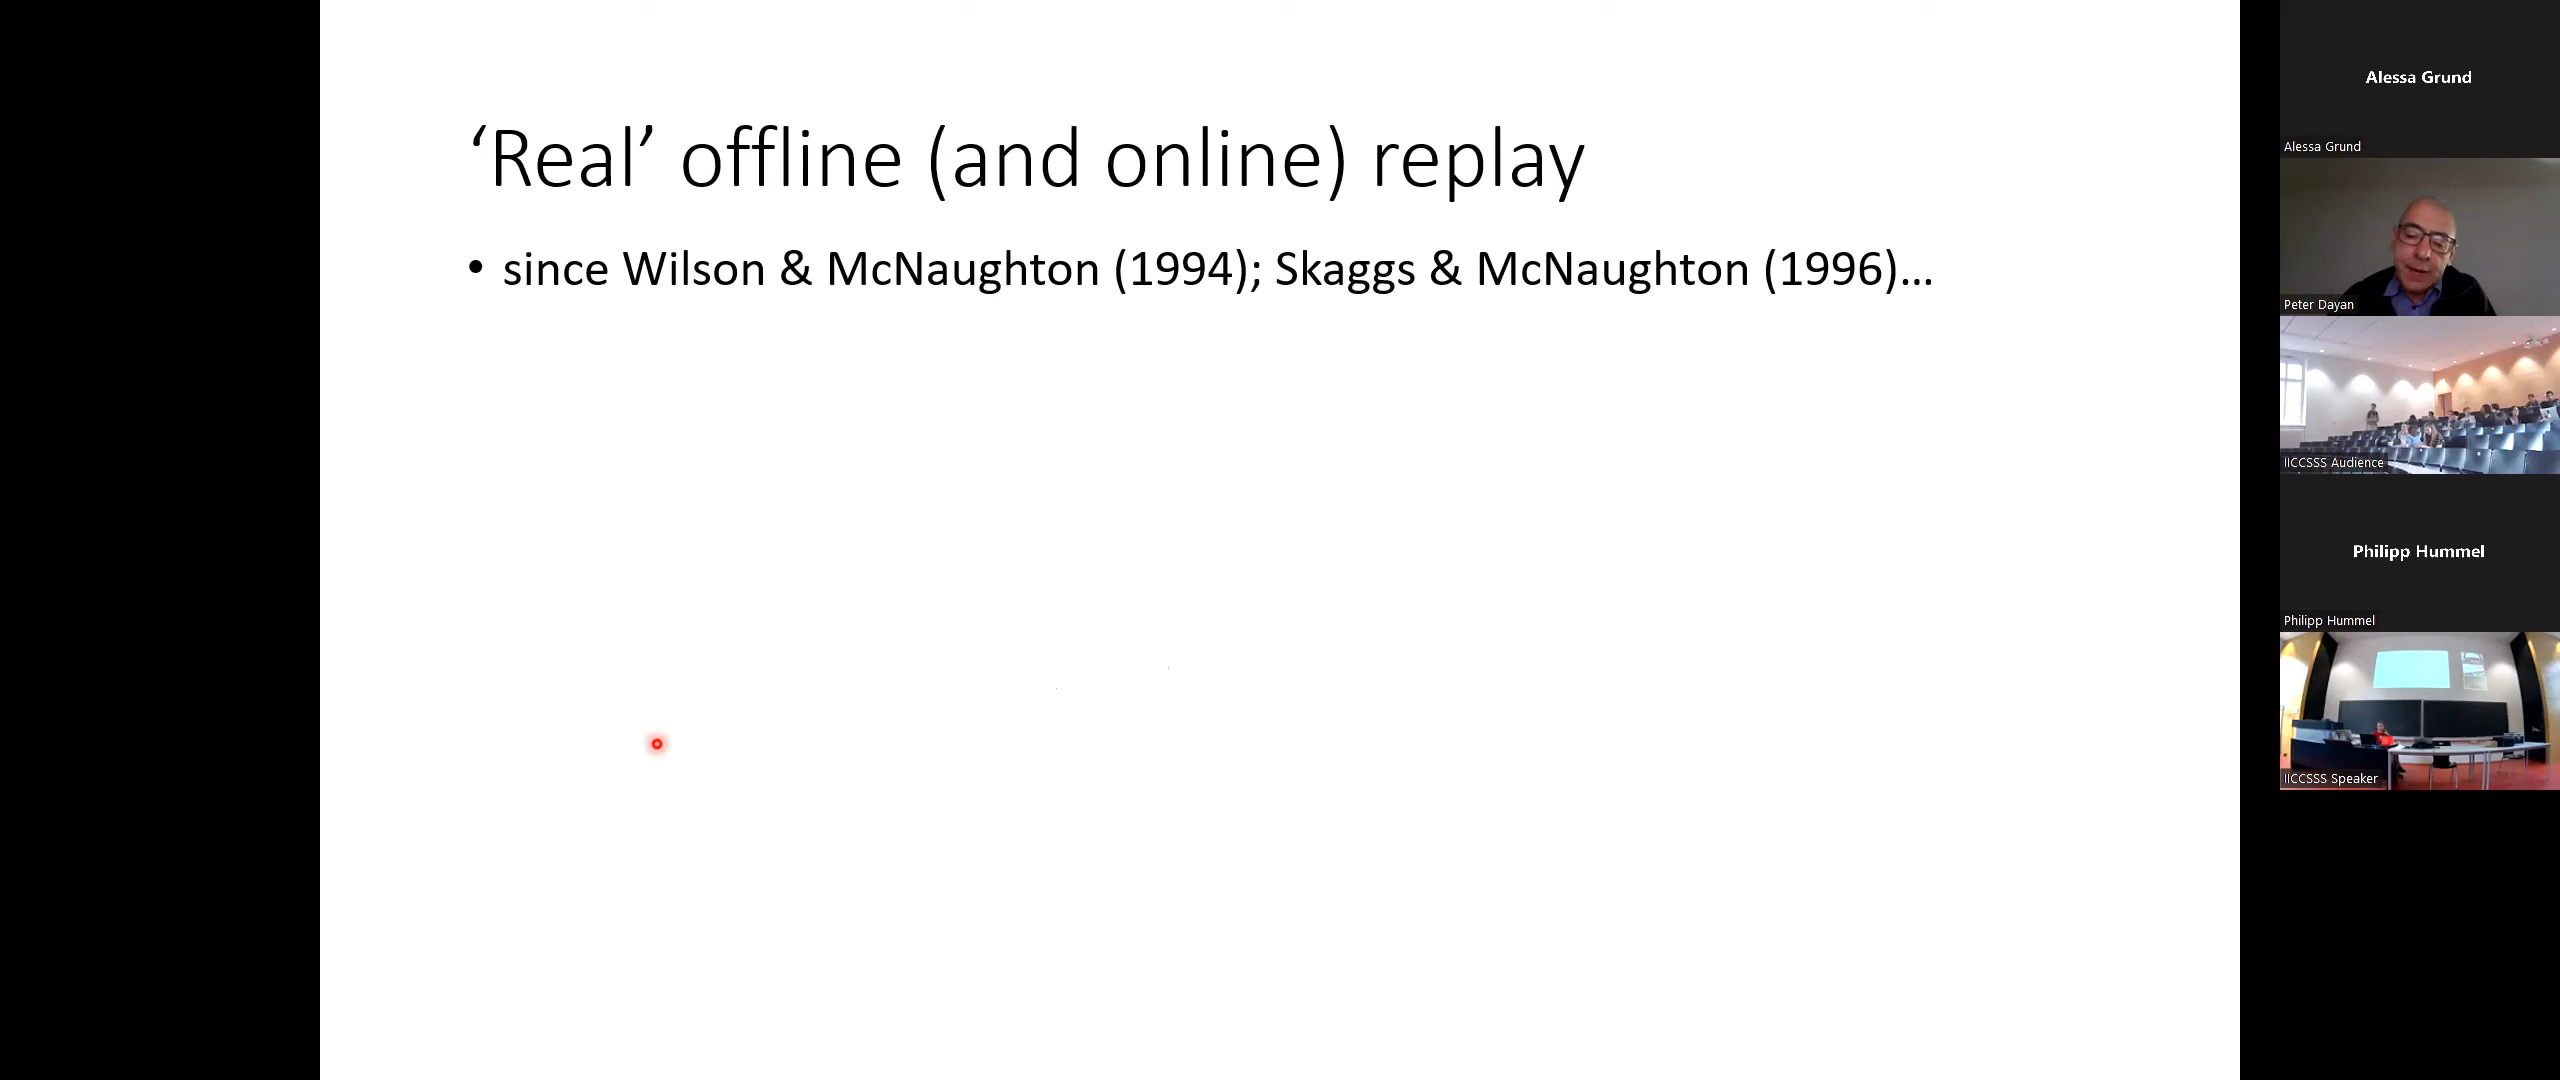 ‘Real’ offline (and online) replay
• since Wilson & McNaughton (1994); Skaggs & McNaughton (1996)…
Alessa Grund
Alessa Grund
Peter Dayan
IICCSSS Audience
Philipp Hummel
Philipp Hummel
IICCSSS Speaker